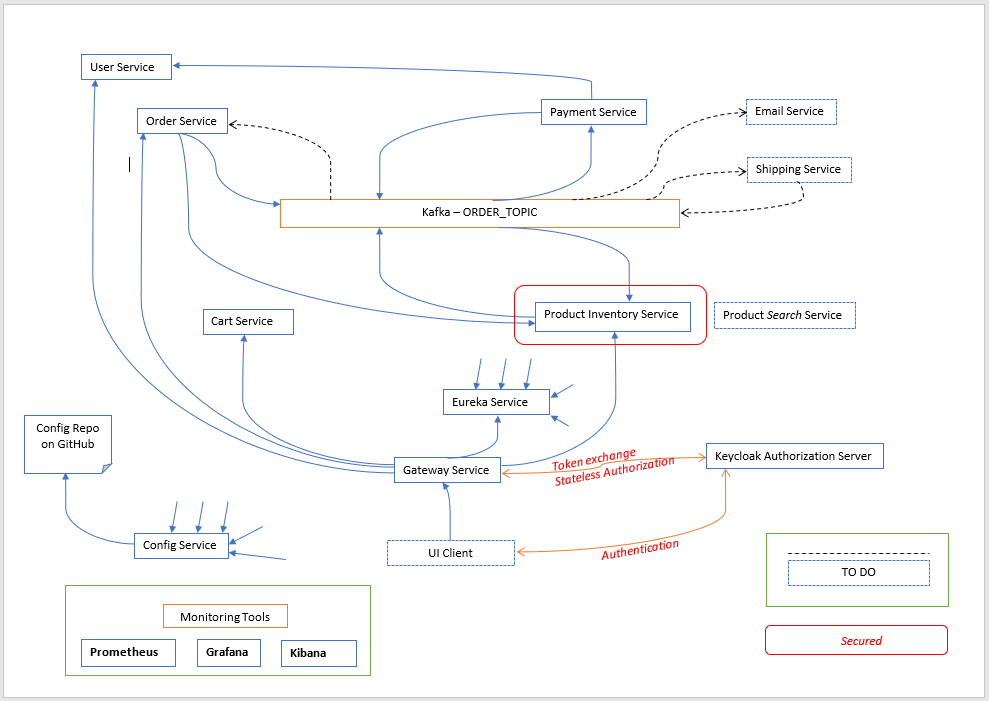 User Service
Order Service
Payment Service
Email Service
Shipping Service
Kafka – ORDER_TOPIC
Product Inventory Service
Product Search Service
Cart Service
Eureka Service
Config Repo
on GitHub
Gateway Service
Token exchange
Stateless Authorization
Keycloak Authorization Server
Config Service
UI Client
Authentication
TO DO
Monitoring Tools
Prometheus
Grafana
Kibana
Secured